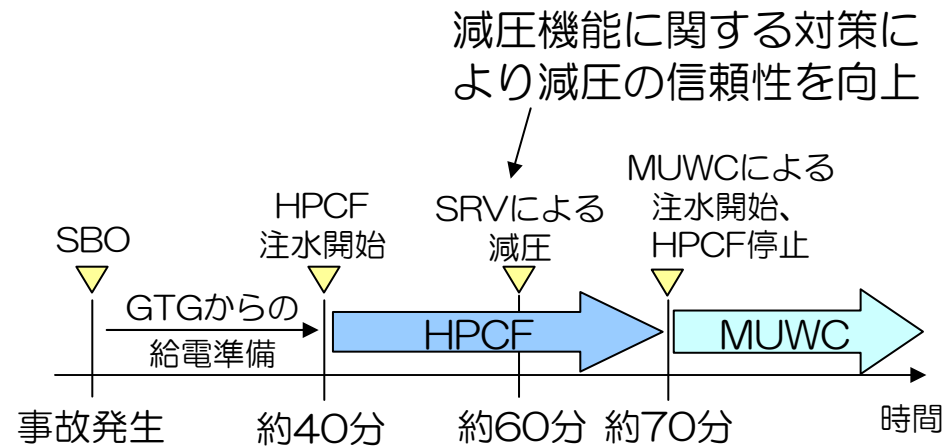 減圧機能に関する対策に
より減圧の信頼性を向上
SBO
HPCF
注水開始
SRVによる
減圧
MUWCによる
注水開始、
HPCF停止
GTGからの
給電準備
HPCF
MUWC
事故発生
約40分
約60分
約70分
時間